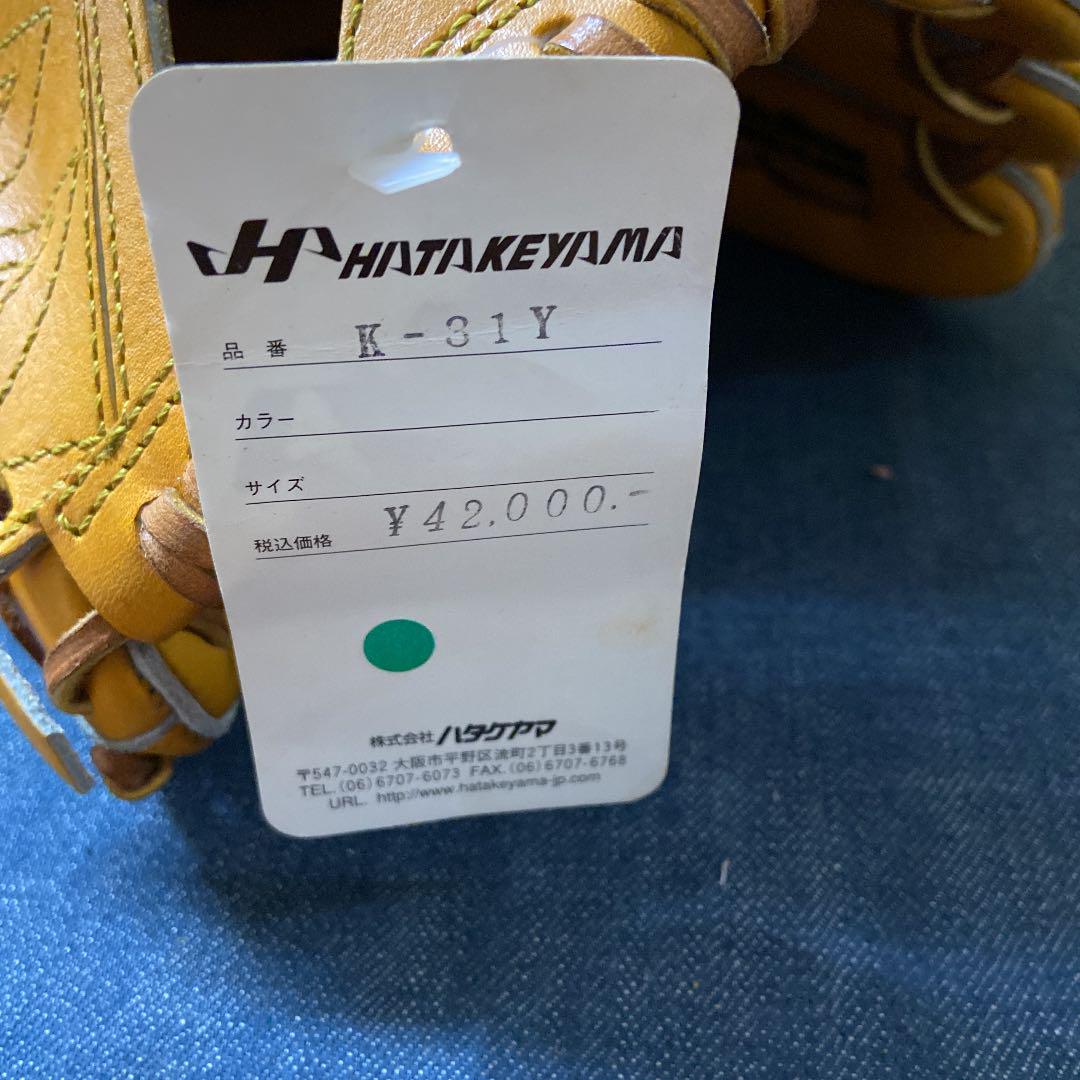 HATAKEYAMA
品番 K-31Y
カラー
サイズ
税込価格 ¥42,000.-
株式会社 ハタケヤマ
〒547-0032 大阪市平野区流町2丁目3番13号
TEL.(06)6707-6073 FAX.(06)6707-6768
URL. http://www.hatakeyama-jp.com